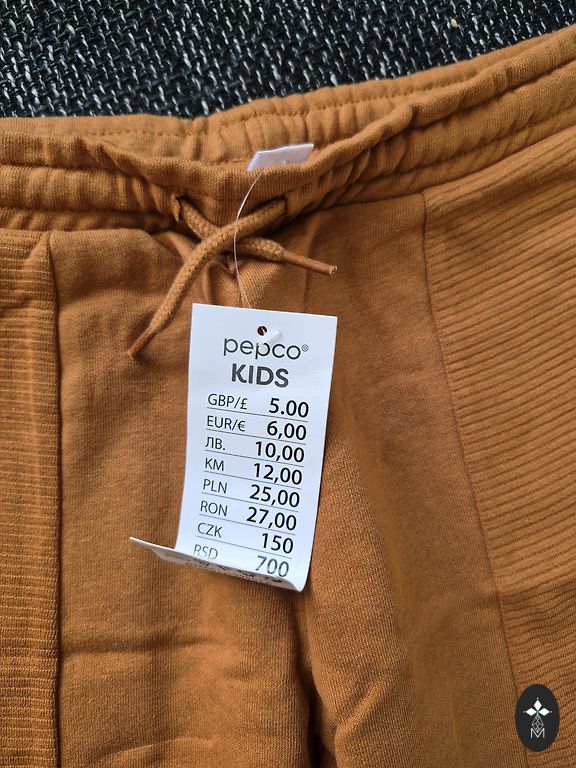 pepco®
KIDS
GBP/£ 5.00
EUR/€ 6,00
ЛВ. 10,00
KM 12,00
PLN 25,00
RON 27,00
CZK 150
RSD 700
M